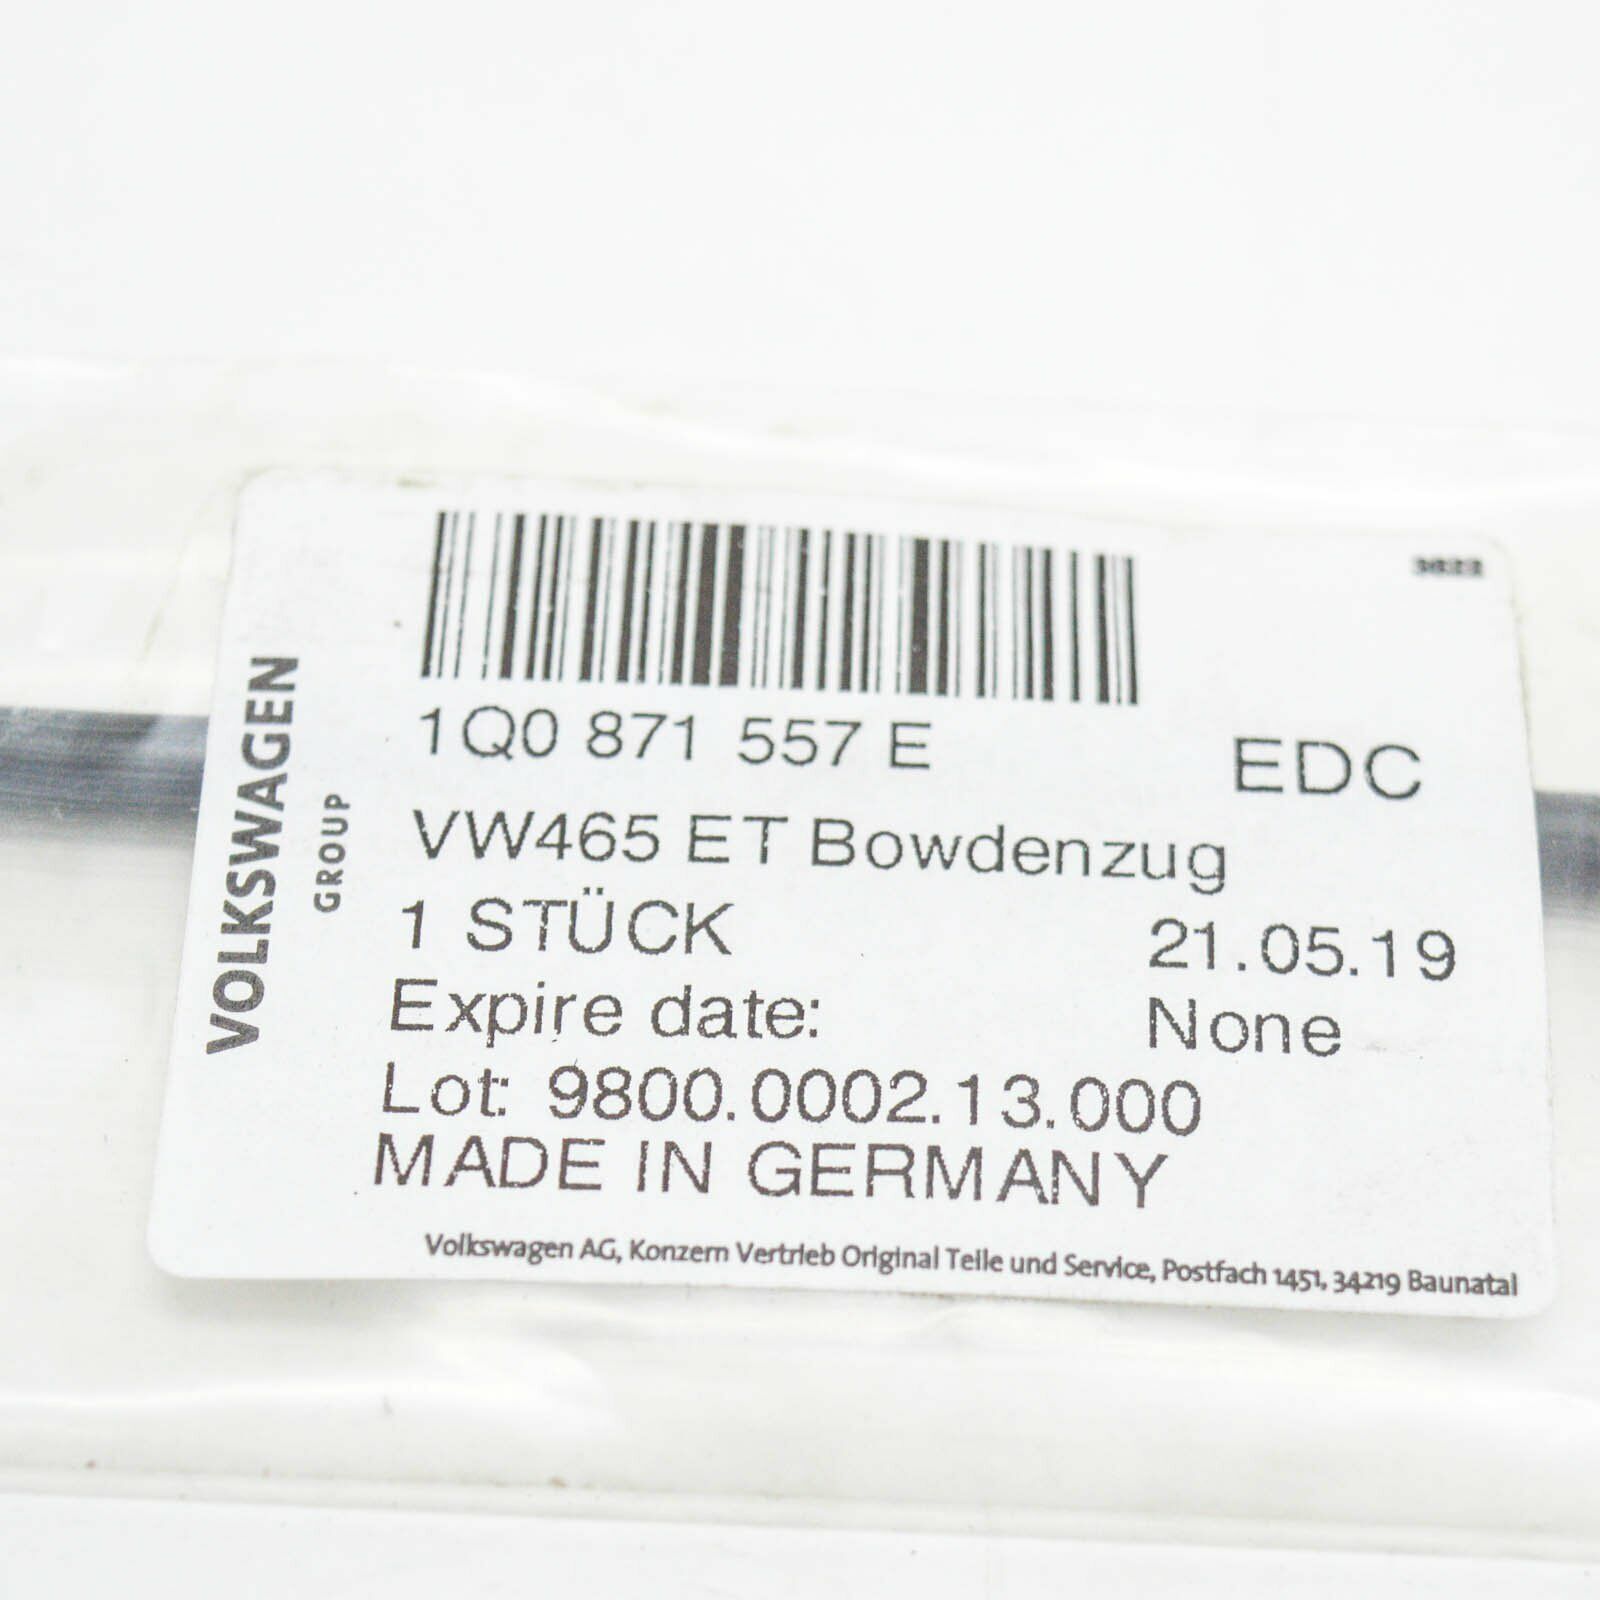 VOLKSWAGEN
GROUP
1Q0 871 557 E
EDC
VW465 ET Bowdenzug
1 STÜCK 21.05.19
Expire date: None
Lot: 9800.0002.13.000
MADE IN GERMANY
Volkswagen AG, Konzern Vertrieb Original Teile und Service, Postfach 1451, 34219 Baunatal